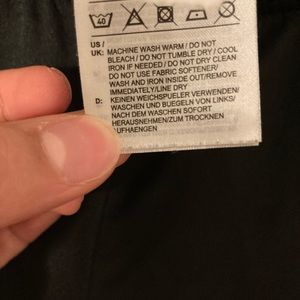 40
US /
UK: MACHINE WASH WARM / DO NOT
BLEACH / DO NOT TUMBLE DRY / COOL
IRON IF NEEDED / DO NOT DRY CLEAN
DO NOT USE FABRIC SOFTENER/
WASH AND IRON INSIDE OUT/REMOVE
IMMEDIATELY/LINE DRY
D: KEINEN WEICHSPUELER VERWENDEN/
WASCHEN UND BUEGELN VON LINKS/
NACH DEM WASCHEN SOFORT
HERAUSNEHMEN/ZUM TROCKNEN
AUFHAENGEN